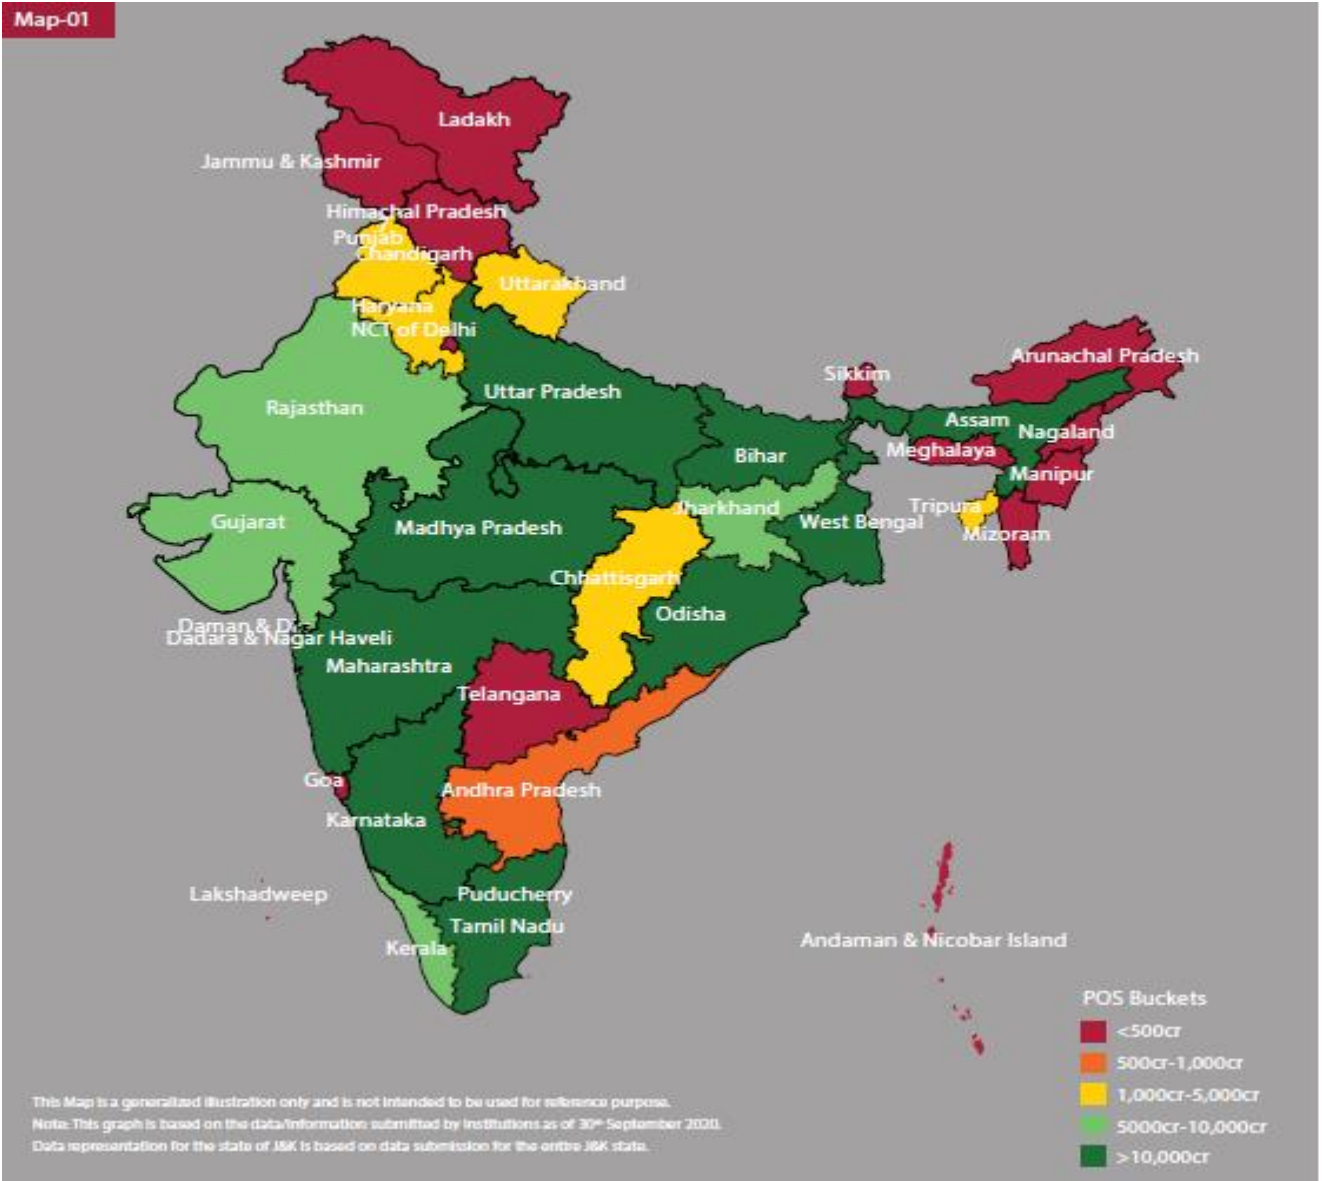 Map-01
Ladakh
Jammu & Kashmir
Himachal Pradesh
Punjab
Chandigarh
Uttarakhand
Haryana
NCT of Delhi
Arunachal Pradesh
Sikkim
Uttar Pradesh
Rajasthan
Assam
Nagaland
Meghalaya
Bihar
Manipur
Tripura
Jharkhand
Gujarat
West Bengal
Madhya Pradesh
Mizoram
Chhattisgarh
Odisha
Daman & Diu
Dadara & Nagar Haveli
Maharashtra
Telangana
Goa
Andhra Pradesh
Karnataka
Lakshadweep
Puducherry
Tamil Nadu
Andaman & Nicobar Island
Kerala
POS Buckets
<500cr
500cr-1,000cr
1,000cr-5,000cr
5000cr-10,000cr
>10,000cr
This Map is a generalized illustration only and is not intended to be used for reference purpose.
Note: This graph is based on the data/information submitted by institutions as of 30th September 2020.
Data representation for the state of J&K is based on data submission for the entire J&K state.